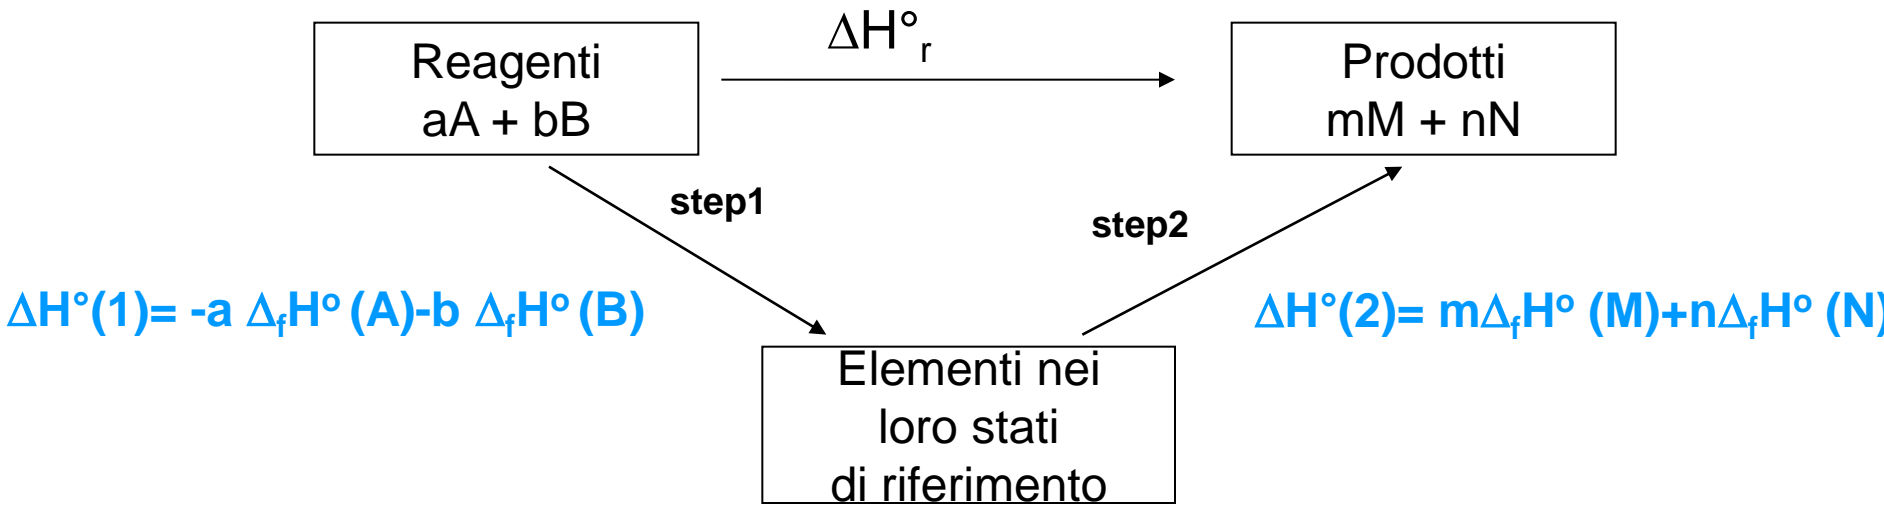 ΔH°r
Reagenti
aA + bB
Prodotti
mM + nN
step1
step2
ΔH°(1)= -a ΔfHº (A)-b ΔfHº (B)
ΔH°(2)= mΔfHº (M)+nΔfHº (N)
Elementi nei
loro stati
di riferimento